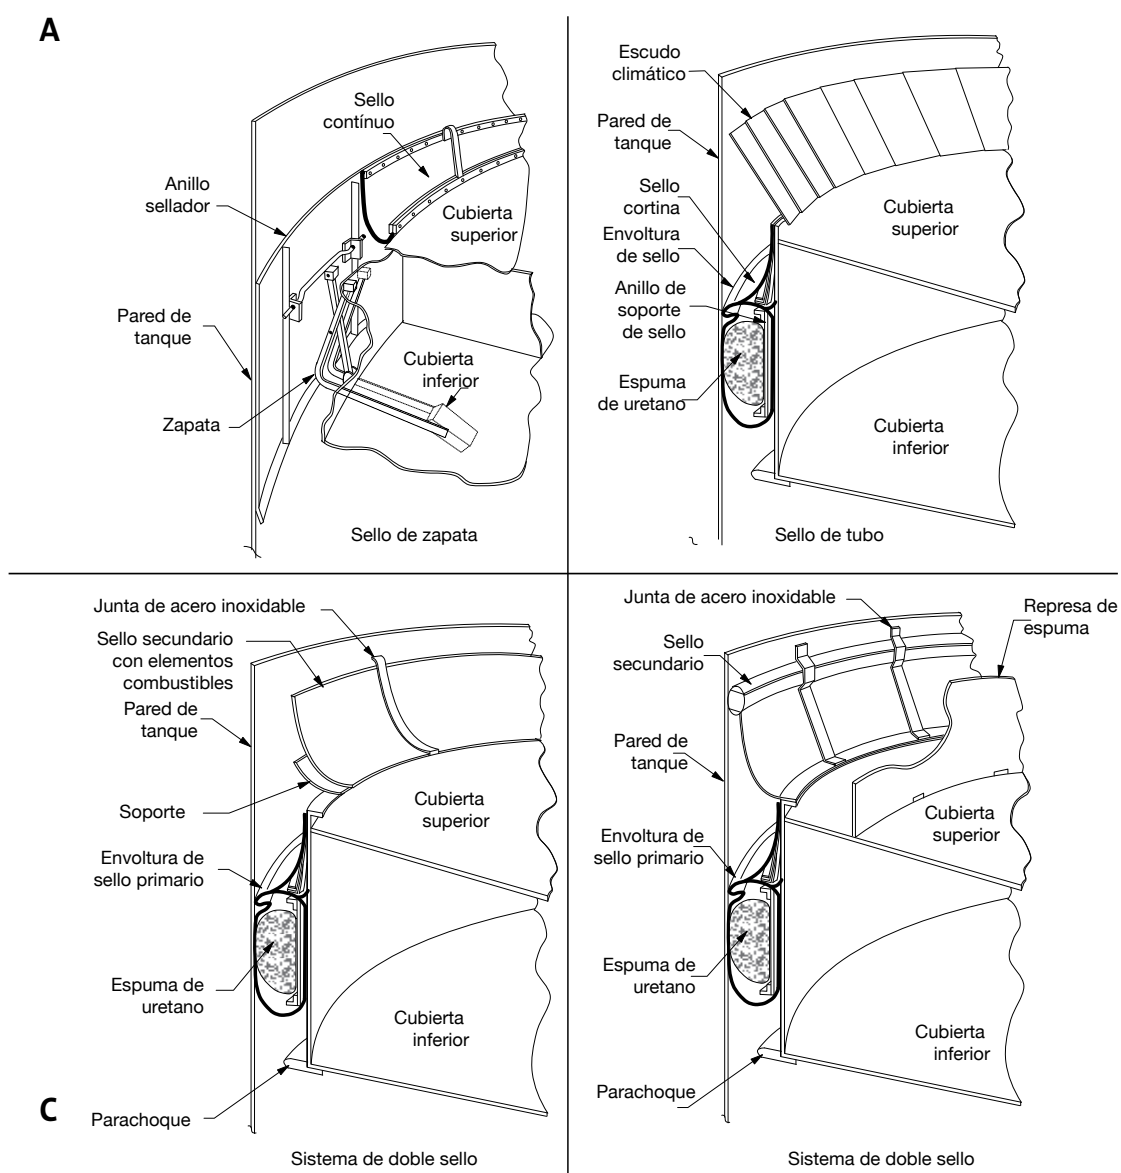 A
Sello
contínuo
Anillo
sellador
Cubierta
superior
Pared de
tanque
Cubierta
inferior
Zapata
Sello de zapata
Escudo
climático
Pared de
tanque
Sello
cortina
Cubierta
superior
Envoltura
de sello
Anillo de
soporte
de sello
Espuma
de uretano
Cubierta
inferior
Sello de tubo
Junta de acero inoxidable
Sello secundario
con elementos
combustibles
Pared de
tanque
Soporte
Cubierta
superior
Envoltura de
sello primario
Espuma de
uretano
Cubierta
inferior
C
Parachoque
Sistema de doble sello
Junta de acero inoxidable
Represa de
espuma
Sello
secundario
Pared de
tanque
Cubierta
superior
Envoltura de
sello primario
Espuma de
uretano
Cubierta
inferior
Parachoque
Sistema de doble sello